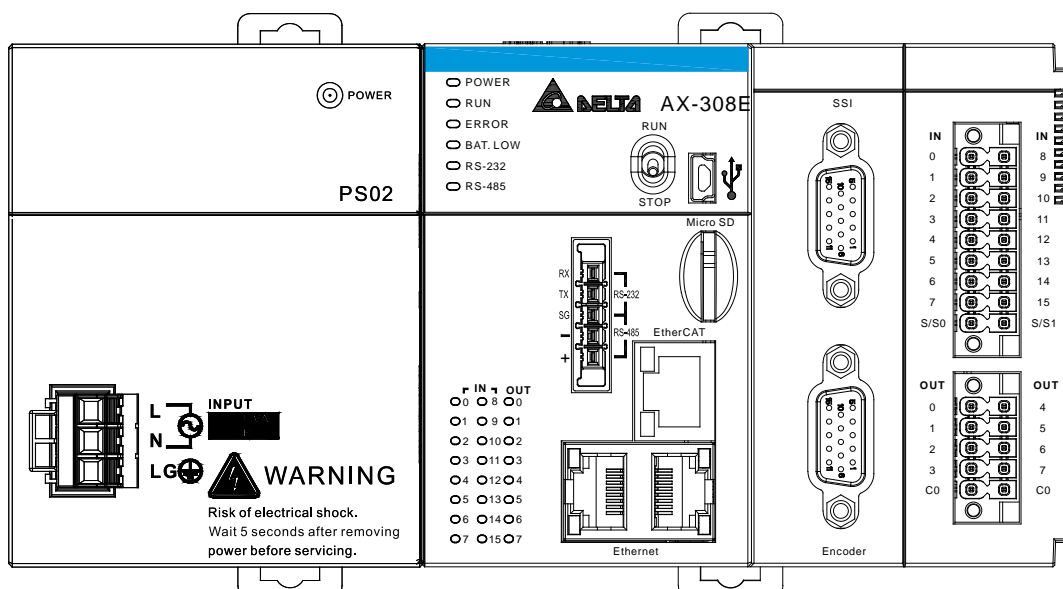 POWER
PS02
L
INPUT
N
LG
WARNING
Risk of electrical shock.
Wait 5 seconds after removing
power before servicing.
POWER
RUN
ERROR
BAT. LOW
RS-232
RS-485
DELTA
AX-308E
RUN
STOP
Micro SD
RX
TX
SG
−
+
RS-232
RS-485
EtherCAT
IN OUT
0 8 0
1 9 1
2 10 2
3 11 3
4 12 4
5 13 5
6 14 6
7 15 7
Ethernet
SSI
Encoder
IN IN
0 8
1 9
2 10
3 11
4 12
5 13
6 14
7 15
S/S0 S/S1
OUT OUT
0 4
1 5
2 6
3 7
C0 C0